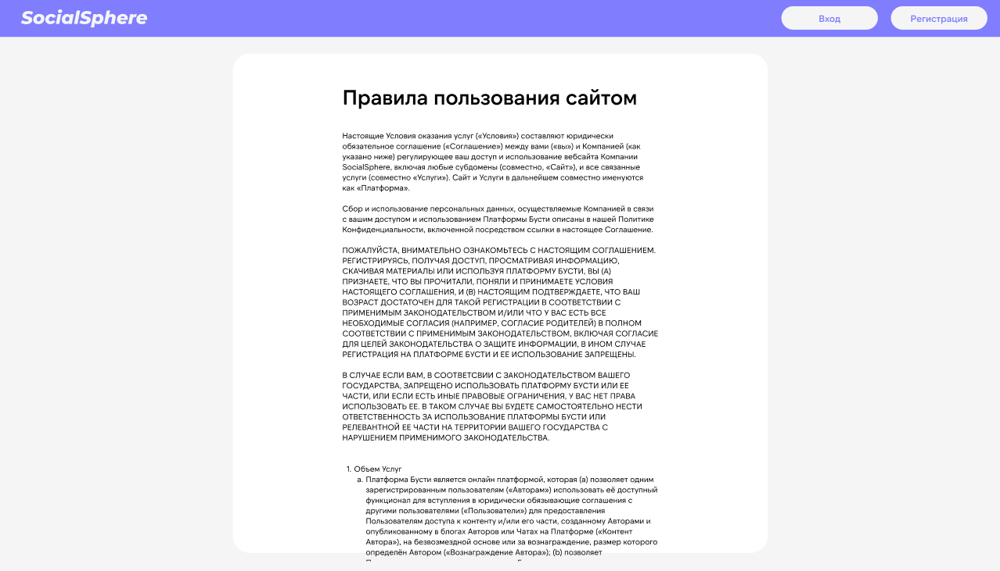 SocialSphere
Вход
Регистрация
Правила пользования сайтом
Настоящие Условия оказания услуг («Условия») составляют юридически
обязательное соглашение («Соглашение») между вами («вы») и Компанией (как
указано ниже) регулирующее ваш доступ и использование вебсайта Компании
SocialSphere, включая любые субдомены (совместно, «Сайт»), и все связанные
услуги (совместно «Услуги»). Сайт и Услуги в дальнейшем совместно именуются
как «Платформа».
Сбор и использование персональных данных, осуществляемые Компанией в связи
с вашим доступом и использованием Платформы Бусти описаны в нашей Политике
Конфиденциальности, включенной посредством ссылки в настоящее Соглашение.
ПОЖАЛУЙСТА, ВНИМАТЕЛЬНО ОЗНАКОМЬТЕСЬ С НАСТОЯЩИМ СОГЛАШЕНИЕМ.
РЕГИСТРИРУЯСЬ, ПОЛУЧАЯ ДОСТУП, ПРОСМАТРИВАЯ ИНФОРМАЦИЮ,
СКАЧИВАЯ МАТЕРИАЛЫ ИЛИ ИСПОЛЬЗУЯ ПЛАТФОРМУ БУСТИ, ВЫ (А)
ПРИЗНАЕТЕ, ЧТО ВЫ ПРОЧИТАЛИ, ПОНЯЛИ И ПРИНИМАЕТЕ УСЛОВИЯ
НАСТОЯЩЕГО СОГЛАШЕНИЯ, И (В) НАСТОЯЩИМ ПОДТВЕРЖДАЕТЕ, ЧТО ВАШ
ВОЗРАСТ ДОСТАТОЧЕН ДЛЯ ТАКОЙ РЕГИСТРАЦИИ В СООТВЕТСТВИИ С
ПРИМЕНИМЫМ ЗАКОНОДАТЕЛЬСТВОМ И/ИЛИ ЧТО У ВАС ЕСТЬ ВСЕ
НЕОБХОДИМЫЕ СОГЛАСИЯ (НАПРИМЕР, СОГЛАСИЕ РОДИТЕЛЕЙ) В ПОЛНОМ
СООТВЕТСТВИИ С ПРИМЕНИМЫМ ЗАКОНОДАТЕЛЬСТВОМ, ВКЛЮЧАЯ СОГЛАСИЕ
ДЛЯ ЦЕЛЕЙ ЗАКОНОДАТЕЛЬСТВА О ЗАЩИТЕ ИНФОРМАЦИИ, В ИНОМ СЛУЧАЕ
РЕГИСТРАЦИЯ НА ПЛАТФОРМЕ БУСТИ И ЕЕ ИСПОЛЬЗОВАНИЕ ЗАПРЕЩЕНЫ.
В СЛУЧАЕ ЕСЛИ ВАМ, В СООТВЕТСВИИ С ЗАКОНОДАТЕЛЬСТВОМ ВАШЕГО
ГОСУДАРСТВА, ЗАПРЕЩЕНО ИСПОЛЬЗОВАТЬ ПЛАТФОРМУ БУСТИ ИЛИ ЕЕ
ЧАСТИ, ИЛИ ЕСЛИ ЕСТЬ ИНЫЕ ПРАВОВЫЕ ОГРАНИЧЕНИЯ, У ВАС НЕТ ПРАВА
ИСПОЛЬЗОВАТЬ ЕЕ. В ТАКОМ СЛУЧАЕ ВЫ БУДЕТЕ САМОСТОЯТЕЛЬНО НЕСТИ
ОТВЕТСТВЕННОСТЬ ЗА ИСПОЛЬЗОВАНИЕ ПЛАТФОРМЫ БУСТИ ИЛИ
РЕЛЕВАНТНОЙ ЕЕ ЧАСТИ НА ТЕРРИТОРИИ ВАШЕГО ГОСУДАРСТВА С
НАРУШЕНИЕМ ПРИМЕНИМОГО ЗАКОНОДАТЕЛЬСТВА.
1. Объем Услуг
a. Платформа Бусти является онлайн платформой, которая (a) позволяет одним
зарегистрированным пользователям («Авторам») использовать её доступный
функционал для вступления в юридически обязывающие соглашения с
другими пользователями («Пользователи») для предоставления
Пользователям доступа к контенту и/или его части, созданному Авторами и
опубликованному в блогах Авторов или Чатах на Платформе («Контент
Автора»), на безвозмездной основе или за вознаграждение, размер которого
определён Автором («Вознаграждение Автора»); (b) позволяет